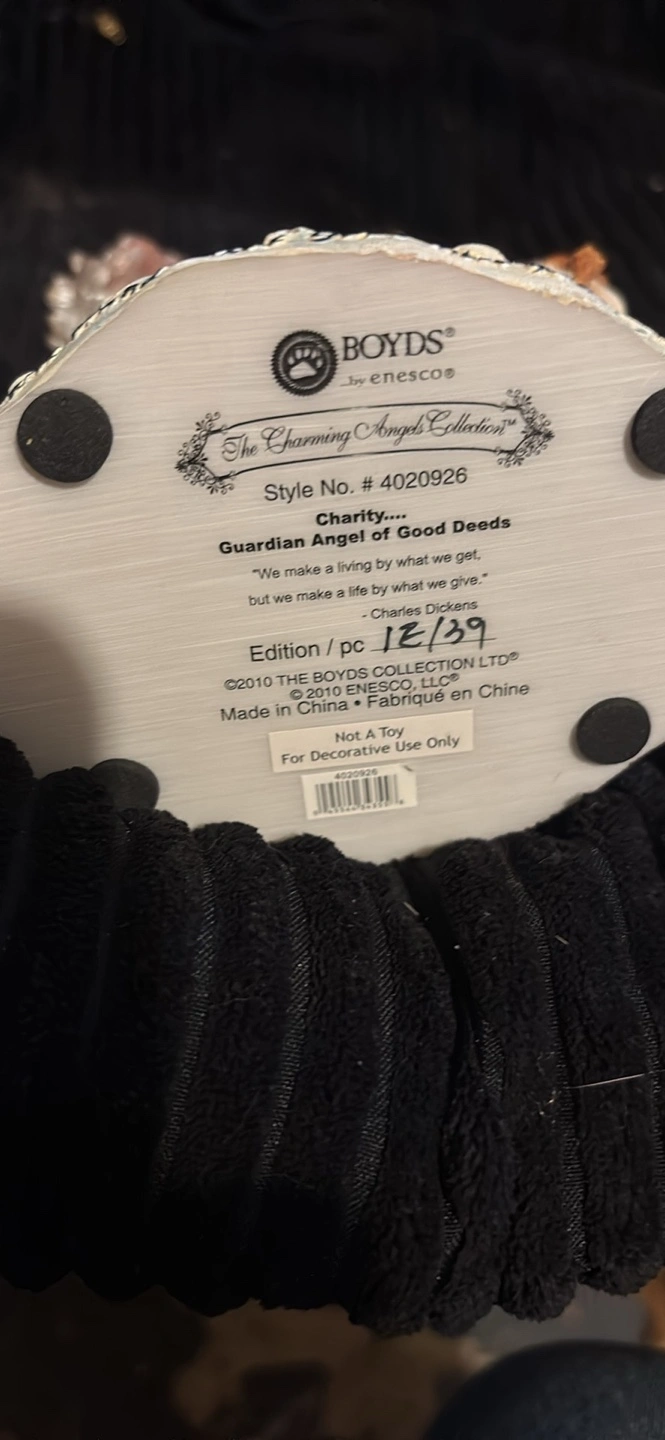 BOYDS®
...by enesco®
The Charming Angels Collection™
Style No. # 4020926
Charity....
Guardian Angel of Good Deeds
"We make a living by what we get,
but we make a life by what we give."
- Charles Dickens
Edition / pc 1E/39
©2010 THE BOYDS COLLECTION LTD®
© 2010 ENESCO, LLC®
Made in China • Fabriqué en Chine
Not A Toy
For Decorative Use Only
4020926